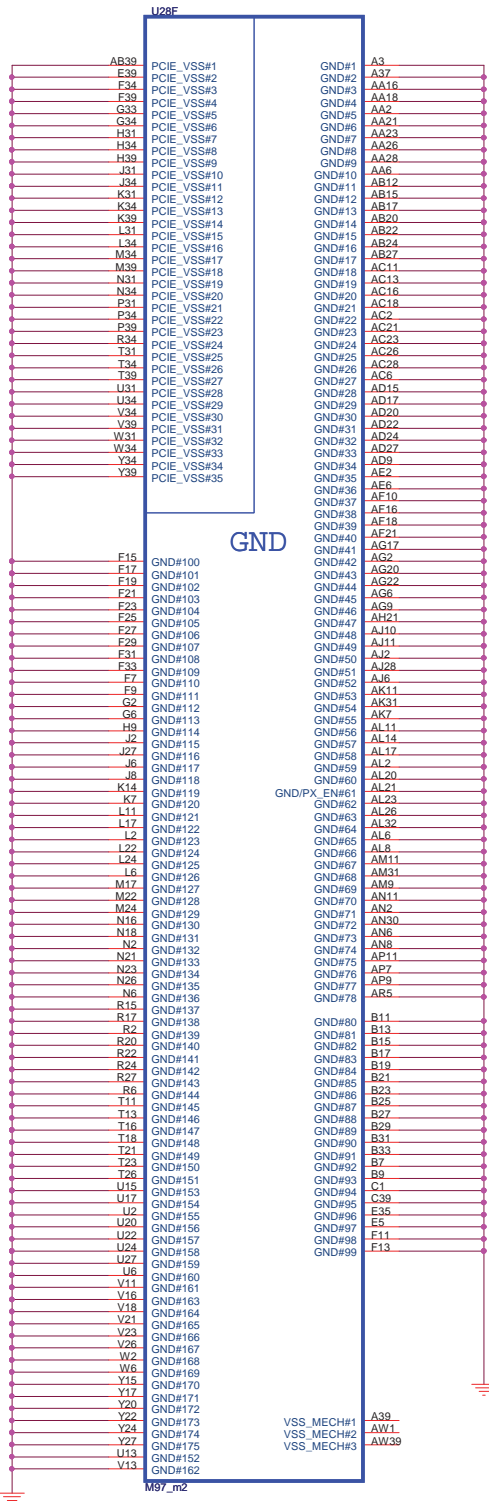 U28F
AB39 PCIE_VSS#1
E39 PCIE_VSS#2
F34 PCIE_VSS#3
F39 PCIE_VSS#4
G33 PCIE_VSS#5
G34 PCIE_VSS#6
H31 PCIE_VSS#7
H34 PCIE_VSS#8
H39 PCIE_VSS#9
J31 PCIE_VSS#10
J34 PCIE_VSS#11
K31 PCIE_VSS#12
K34 PCIE_VSS#13
K39 PCIE_VSS#14
L31 PCIE_VSS#15
L34 PCIE_VSS#16
M34 PCIE_VSS#17
M39 PCIE_VSS#18
N31 PCIE_VSS#19
N34 PCIE_VSS#20
P31 PCIE_VSS#21
P34 PCIE_VSS#22
P39 PCIE_VSS#23
R34 PCIE_VSS#24
T31 PCIE_VSS#25
T34 PCIE_VSS#26
T39 PCIE_VSS#27
U31 PCIE_VSS#28
U34 PCIE_VSS#29
V34 PCIE_VSS#30
V39 PCIE_VSS#31
W31 PCIE_VSS#32
W34 PCIE_VSS#33
Y34 PCIE_VSS#34
Y39 PCIE_VSS#35
GND
F15 GND#100
F17 GND#101
F19 GND#102
F21 GND#103
F23 GND#104
F25 GND#105
F27 GND#106
F29 GND#107
F31 GND#108
F33 GND#109
F7 GND#110
F9 GND#111
G2 GND#112
G6 GND#113
H9 GND#114
J2 GND#115
J27 GND#116
J6 GND#117
J8 GND#118
K14 GND#119
K7 GND#120
L11 GND#121
L17 GND#122
L2 GND#123
L22 GND#124
L24 GND#125
L6 GND#126
M17 GND#127
M22 GND#128
M24 GND#129
N16 GND#130
N18 GND#131
N2 GND#132
N21 GND#133
N23 GND#134
N26 GND#135
N6 GND#136
R15 GND#137
R17 GND#138
R2 GND#139
R20 GND#140
R22 GND#141
R24 GND#142
R27 GND#143
R6 GND#144
T11 GND#145
T13 GND#146
T16 GND#147
T18 GND#148
T21 GND#149
T23 GND#150
T26 GND#151
U15 GND#153
U17 GND#154
U2 GND#155
U20 GND#156
U22 GND#157
U24 GND#158
U27 GND#159
U6 GND#160
V11 GND#161
V16 GND#163
V18 GND#164
V21 GND#165
V23 GND#166
V26 GND#167
W2 GND#168
W6 GND#169
Y15 GND#170
Y17 GND#171
Y20 GND#172
Y22 GND#173
Y24 GND#174
Y27 GND#175
U13 GND#152
V13 GND#162
GND#1 A3
GND#2 A37
GND#3 AA16
GND#4 AA18
GND#5 AA2
GND#6 AA21
GND#7 AA23
GND#8 AA26
GND#9 AA28
GND#10 AA6
GND#11 AB12
GND#12 AB15
GND#13 AB17
GND#14 AB20
GND#15 AB22
GND#16 AB24
GND#17 AB27
GND#18 AC11
GND#19 AC13
GND#20 AC16
GND#21 AC18
GND#22 AC2
GND#23 AC21
GND#24 AC23
GND#25 AC26
GND#26 AC28
GND#27 AC6
GND#28 AD15
GND#29 AD17
GND#30 AD20
GND#31 AD22
GND#32 AD24
GND#33 AD27
GND#34 AD9
GND#35 AE2
GND#36 AE6
GND#37 AF10
GND#38 AF16
GND#39 AF18
GND#40 AF21
GND#41 AG17
GND#42 AG2
GND#43 AG20
GND#44 AG22
GND#45 AG6
GND#46 AG9
GND#47 AH21
GND#48 AJ10
GND#49 AJ11
GND#50 AJ2
GND#51 AJ28
GND#52 AJ6
GND#53 AK11
GND#54 AK31
GND#55 AK7
GND#56 AL11
GND#57 AL14
GND#58 AL17
GND#59 AL2
GND#60 AL20
GND/PX_EN#61 AL21
GND#62 AL23
GND#63 AL26
GND#64 AL32
GND#65 AL6
GND#66 AL8
GND#67 AM11
GND#68 AM31
GND#69 AM9
GND#70 AN11
GND#71 AN2
GND#72 AN30
GND#73 AN6
GND#74 AN8
GND#75 AP11
GND#76 AP7
GND#77 AP9
GND#78 AR5
GND#80 B11
GND#81 B13
GND#82 B15
GND#83 B17
GND#84 B19
GND#85 B21
GND#86 B23
GND#87 B25
GND#88 B27
GND#89 B29
GND#90 B31
GND#91 B33
GND#92 B7
GND#93 B9
GND#94 C1
GND#95 C39
GND#96 E35
GND#97 E5
GND#98 F11
GND#99 F13
VSS_MECH#1 A39
VSS_MECH#2 AW1
VSS_MECH#3 AW39
M97_m2